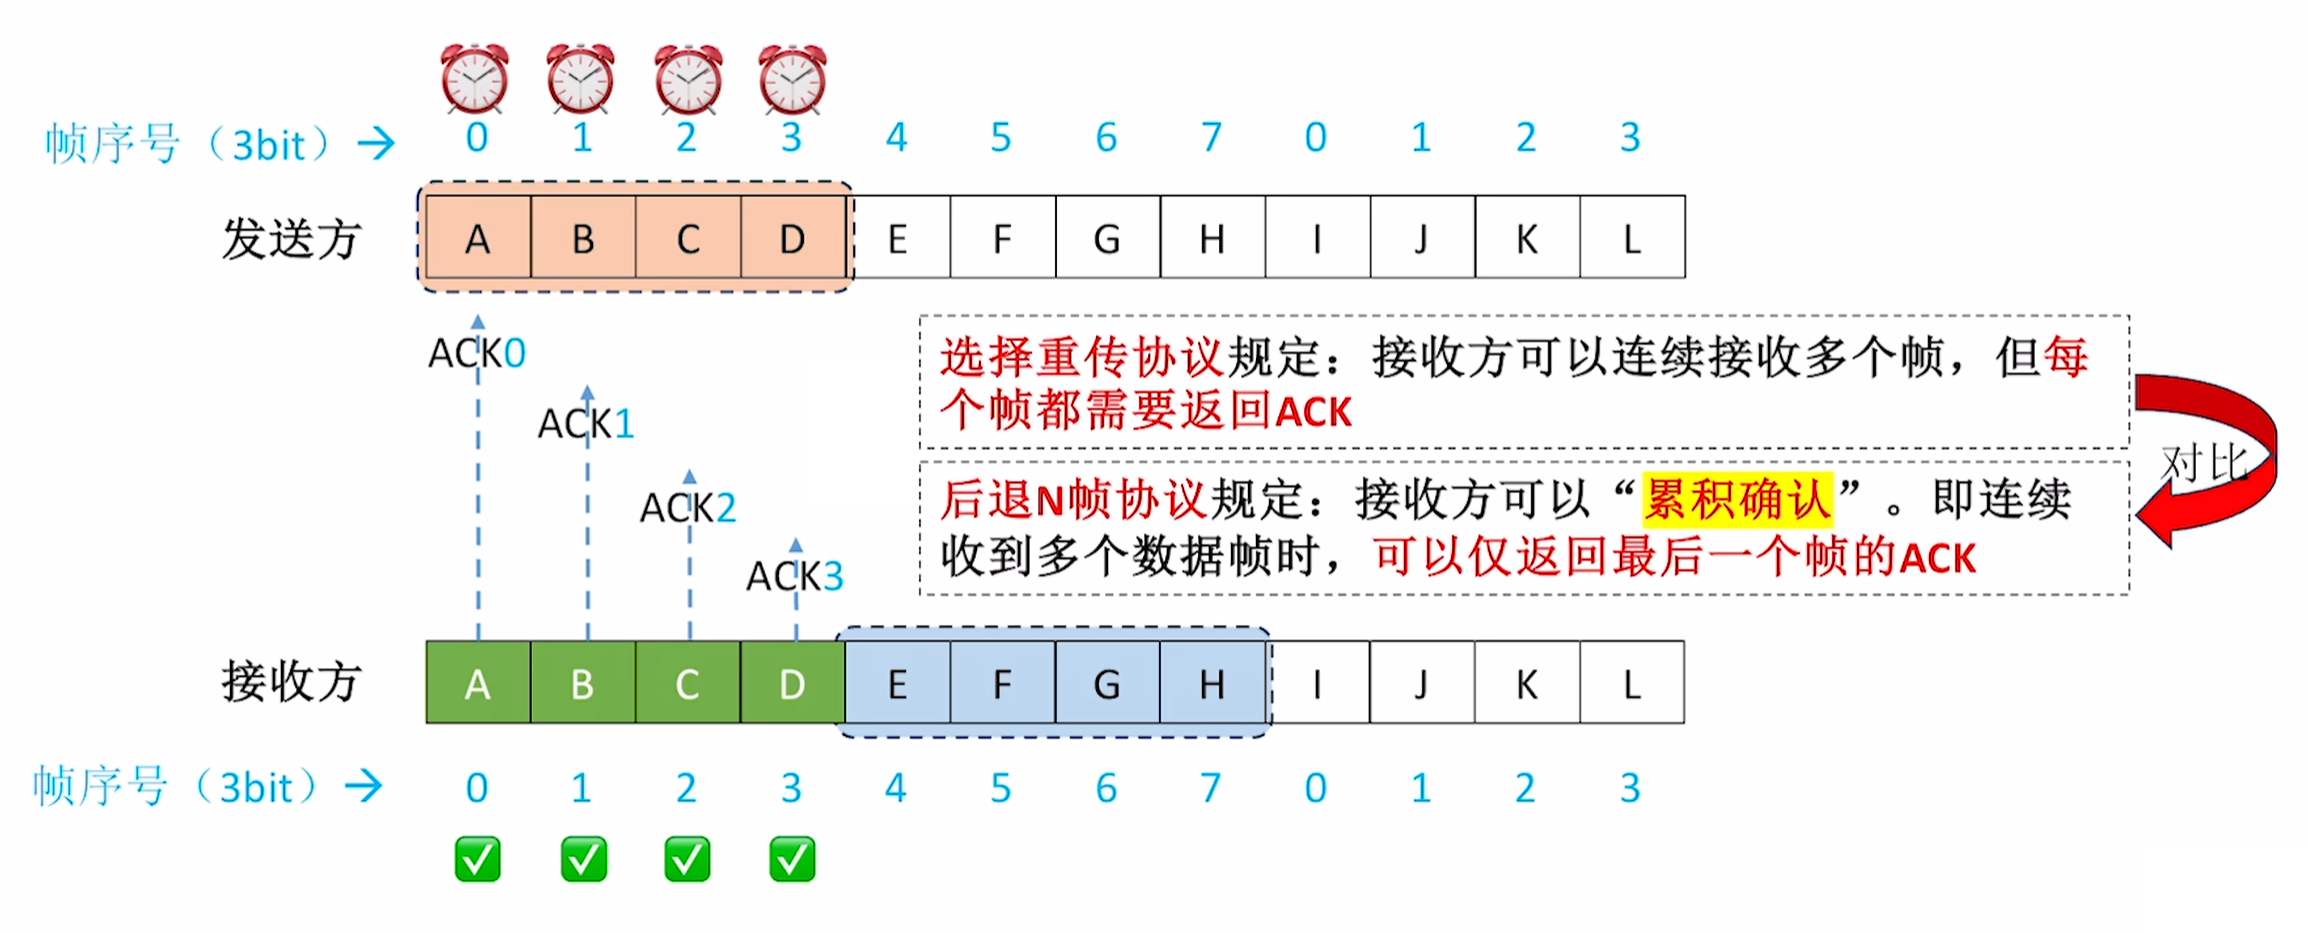 帧序号（3bit）→ 0 1 2 3 4 5 6 7 0 1 2 3
发送方 A B C D E F G H I J K L
ACK0
ACK1
ACK2
ACK3
选择重传协议规定：接收方可以连续接收多个帧，但每
个帧都需要返回ACK
后退N帧协议规定：接收方可以“累积确认”。即连续
收到多个数据帧时，可以仅返回最后一个帧的ACK
对比
接收方 A B C D E F G H I J K L
帧序号（3bit）→ 0 1 2 3 4 5 6 7 0 1 2 3